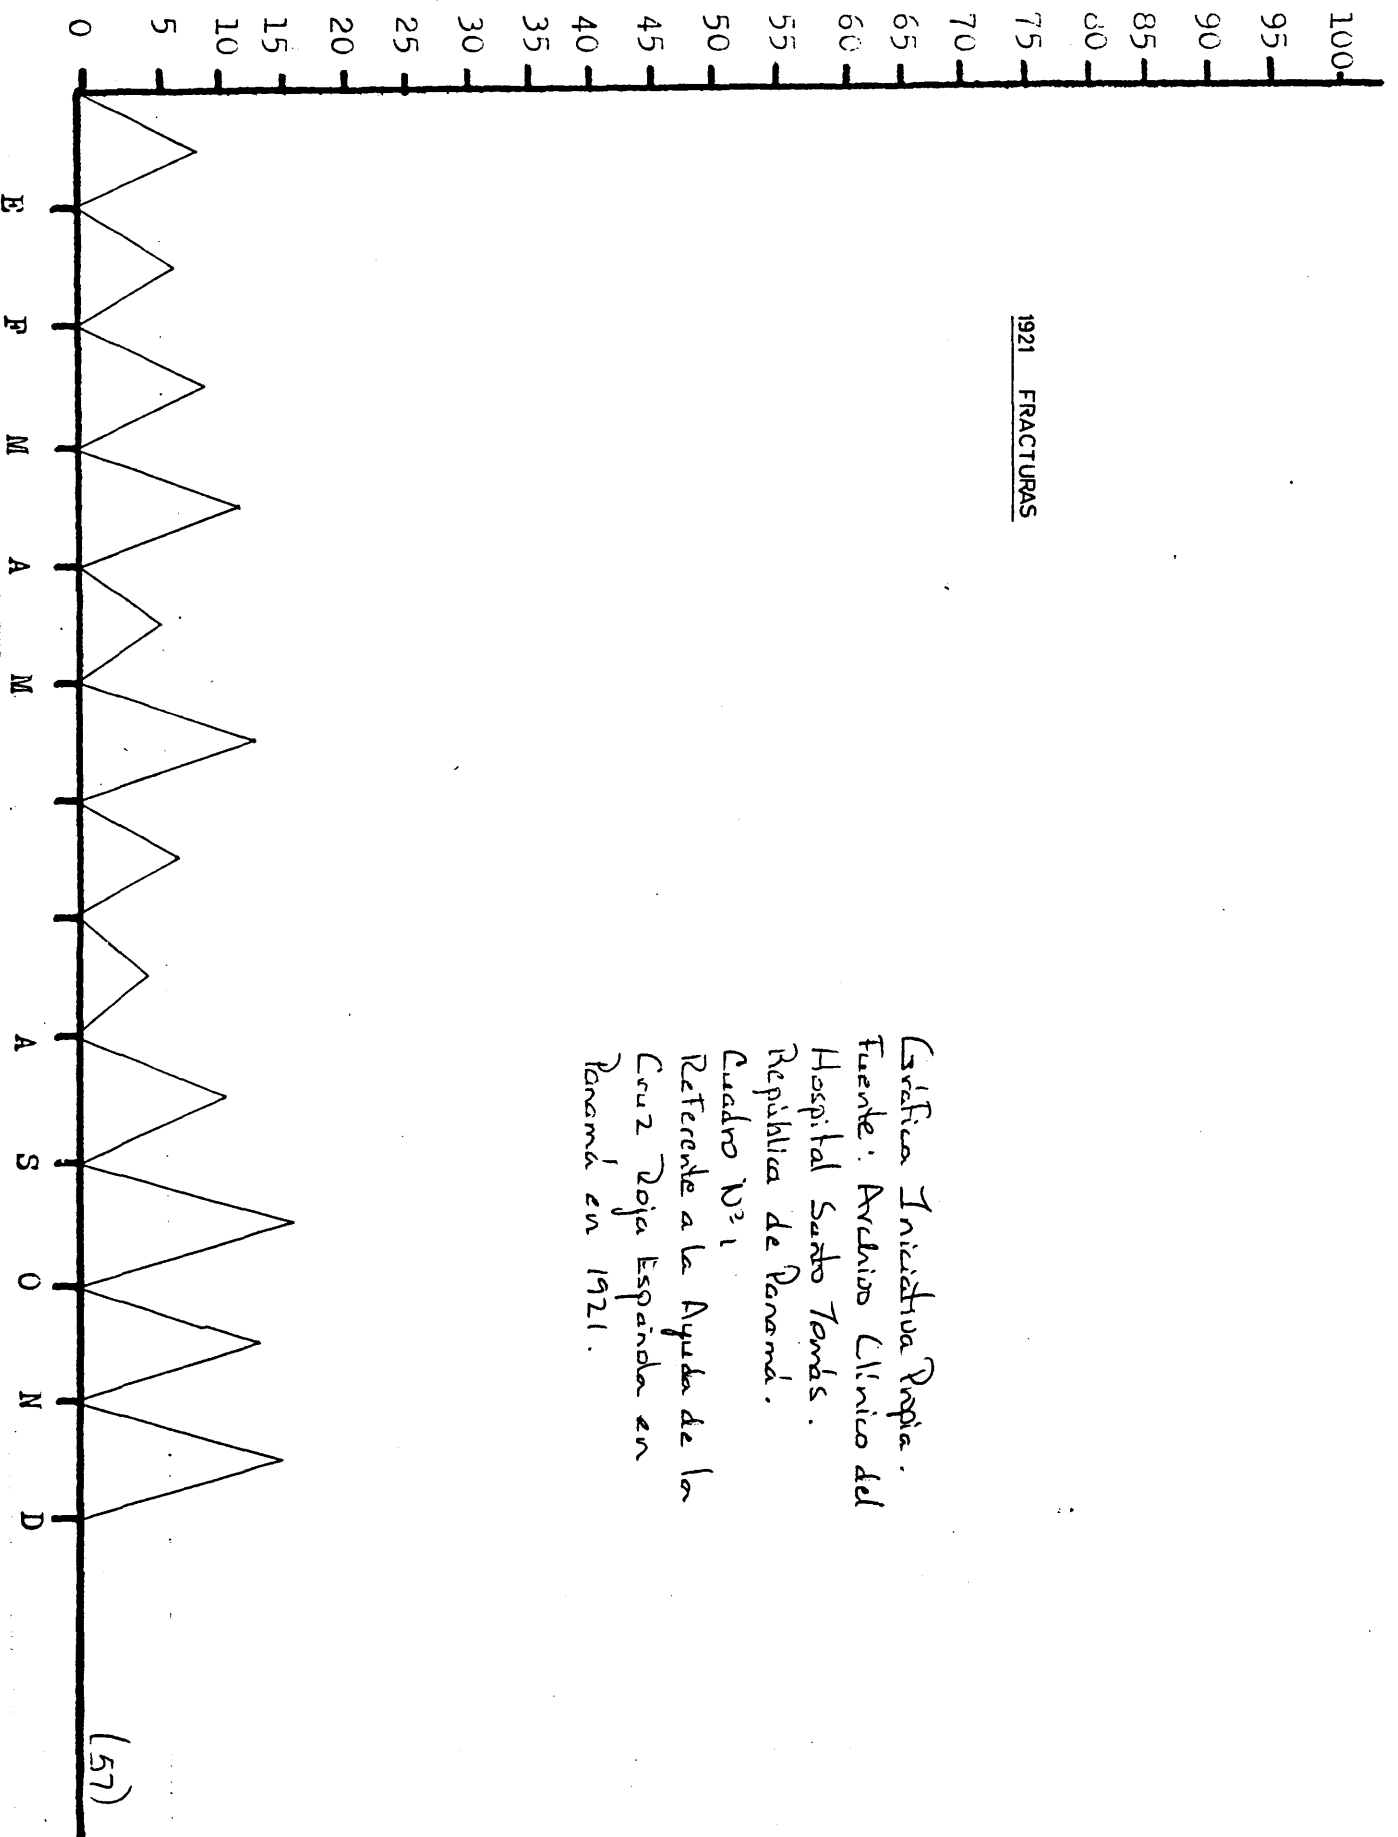 100
95
90
85
80
75
70
65
60
55
50
45
40
35
30
25
20
15
10
5
0
1921 FRACTURAS
Gráfica Iniciativa Propia.
Fuente: Archivo Clínico del
Hospital Santo Tomás.
República de Panamá.
Cuadro Nº 1
Referente a la Ayuda de la
Cruz Roja Española en
Panamá en 1921.
E F M A M A S O N D
(57)